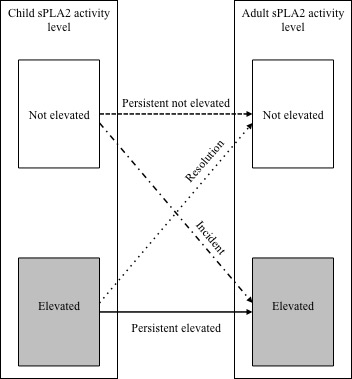 Child sPLA2 activity
level
Adult sPLA2 activity
level
Not elevated
Persistent not elevated
Not elevated
Resolution
Incident
Elevated
Persistent elevated
Elevated